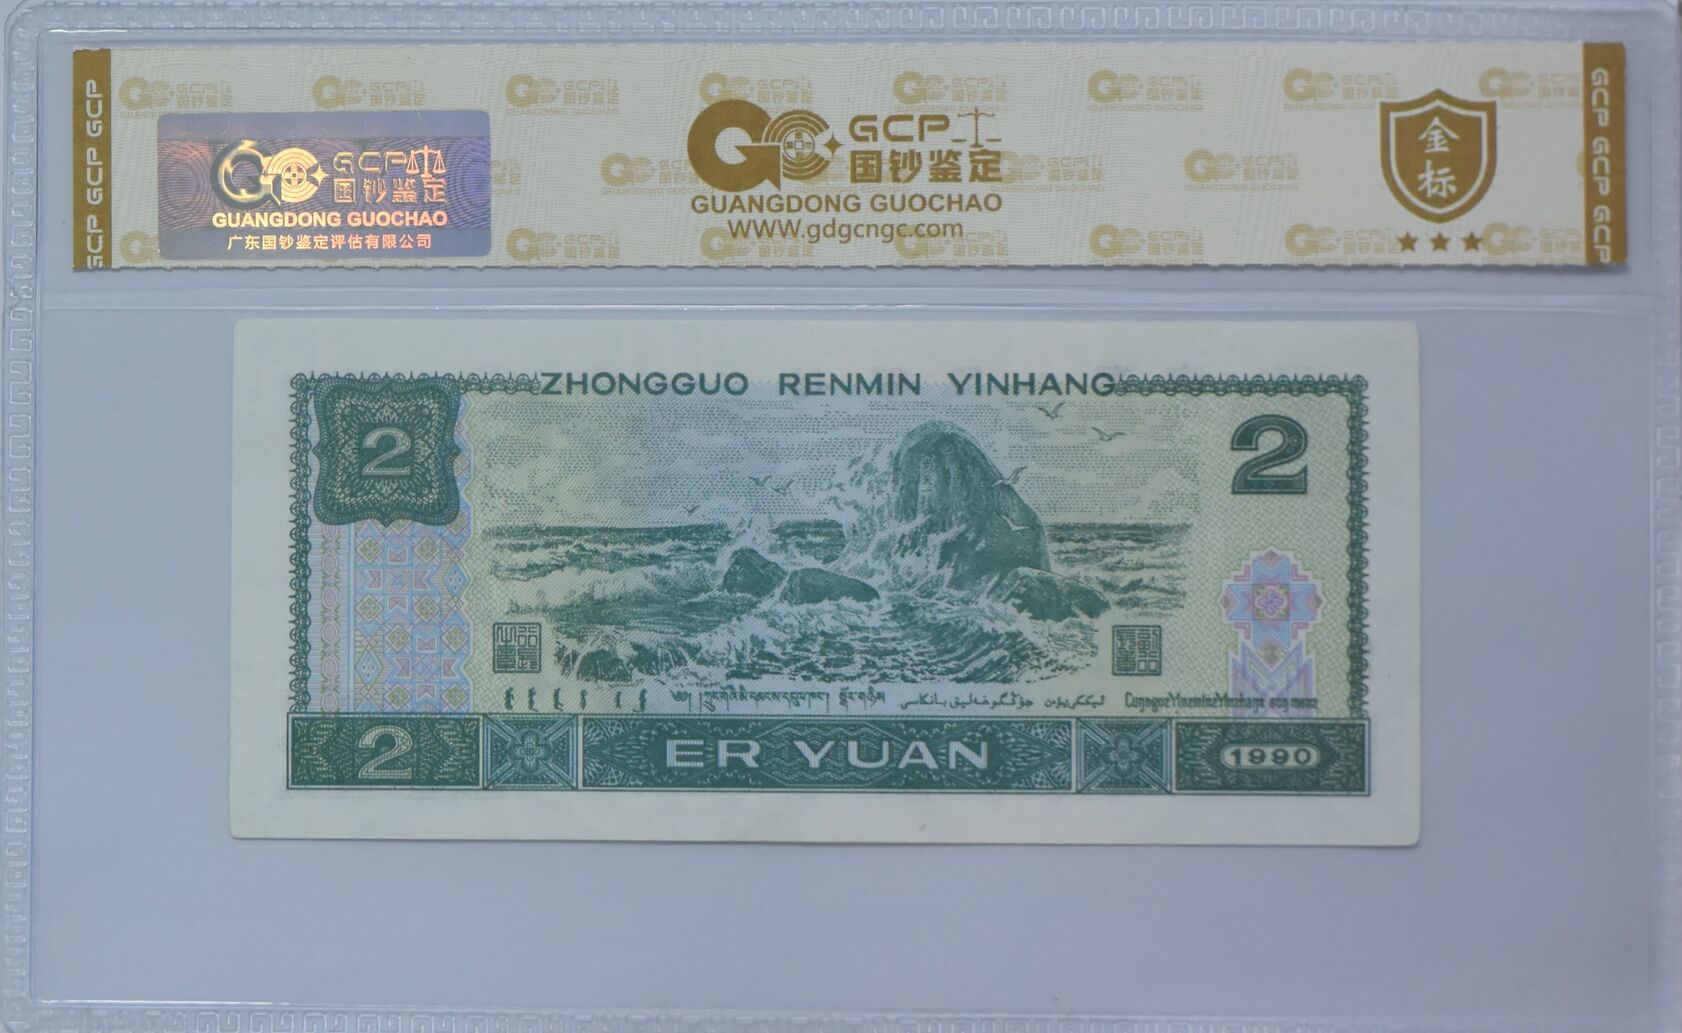 GCP GCP GCP
GCP
国钞鉴定
GUANGDONG GUOCHAO
广东国钞鉴定评估有限公司
GCP
国钞鉴定
GUANGDONG GUOCHAO
WWW.gdgcngc.com
金标
GCP GCP GCP
ZHONGGUO RENMIN YINHANG
2
2
2
ER YUAN
1990